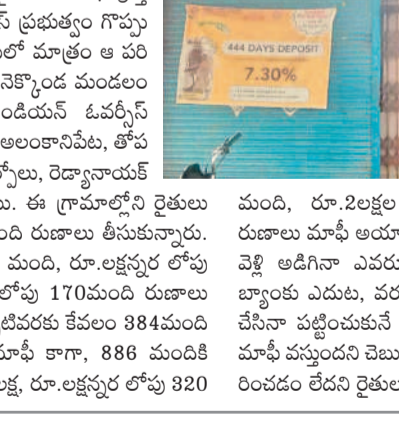 స్ ప్రభుత్వం గొప్పు
లో మాత్రం ఆ పరి
నెక్కొండ మండలం
ండియన్ ఓవర్సీస్
అలంకానిపేట, తోప
ర్పోలు, రెడ్యానాయక్
ు. ఈ గ్రామాల్లోని రైతులు
ంది రుణాలు తీసుకున్నారు.
మంది, రూ.లక్షన్నర లోపు
లోపు 170మంది రుణాలు
్పటివరకు కేవలం 384మంది
మాఫీ కాగా, 886 మందికి
లక్ష, రూ.లక్షన్నర లోపు 320
444 DAYS DEPOSIT
7.30%
మంది, రూ.2లక్షల
రుణాలు మాఫీ అయా
వెళ్లి అడిగినా ఎవరు
బ్యాంకు ఎదుట, వర
చేసినా పట్టించుకునే
మాఫీ వస్తుందని చెబు
రించడం లేదని రైతుల